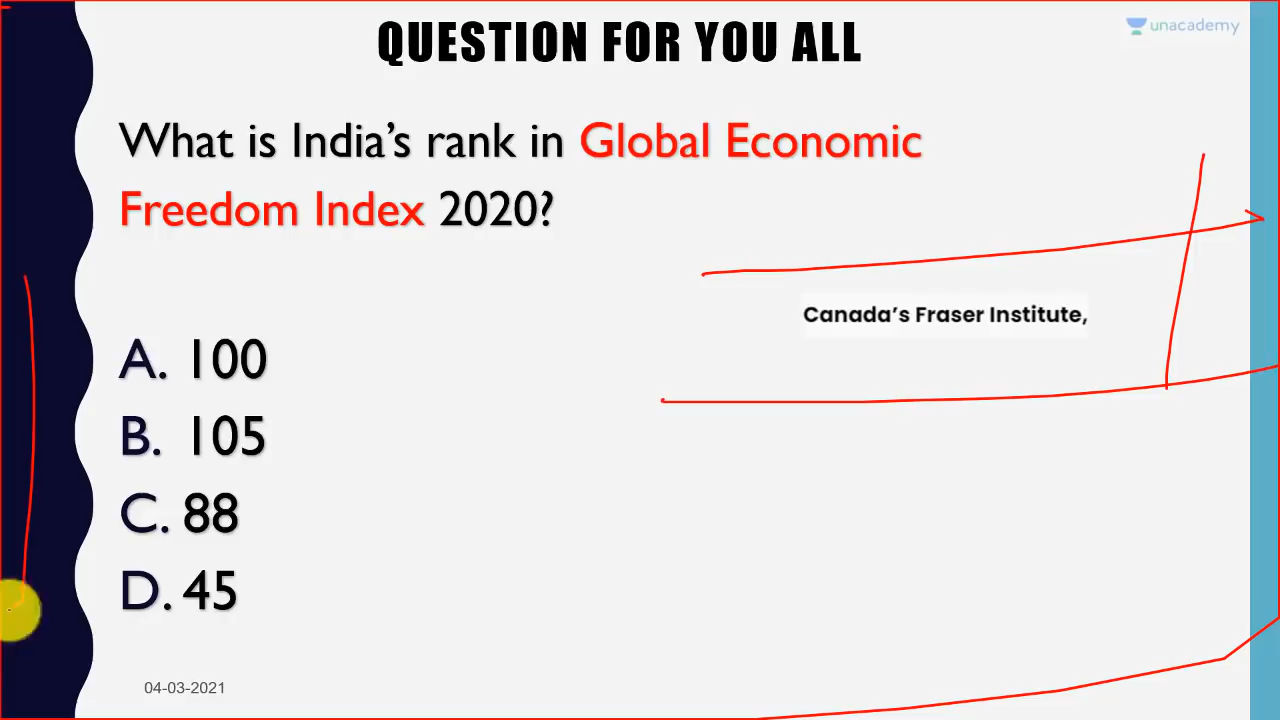 QUESTION FOR YOU ALL
unacademy
What is India’s rank in Global Economic
Freedom Index 2020?
Canada’s Fraser Institute,
A. 100
B. 105
C. 88
D. 45
04-03-2021